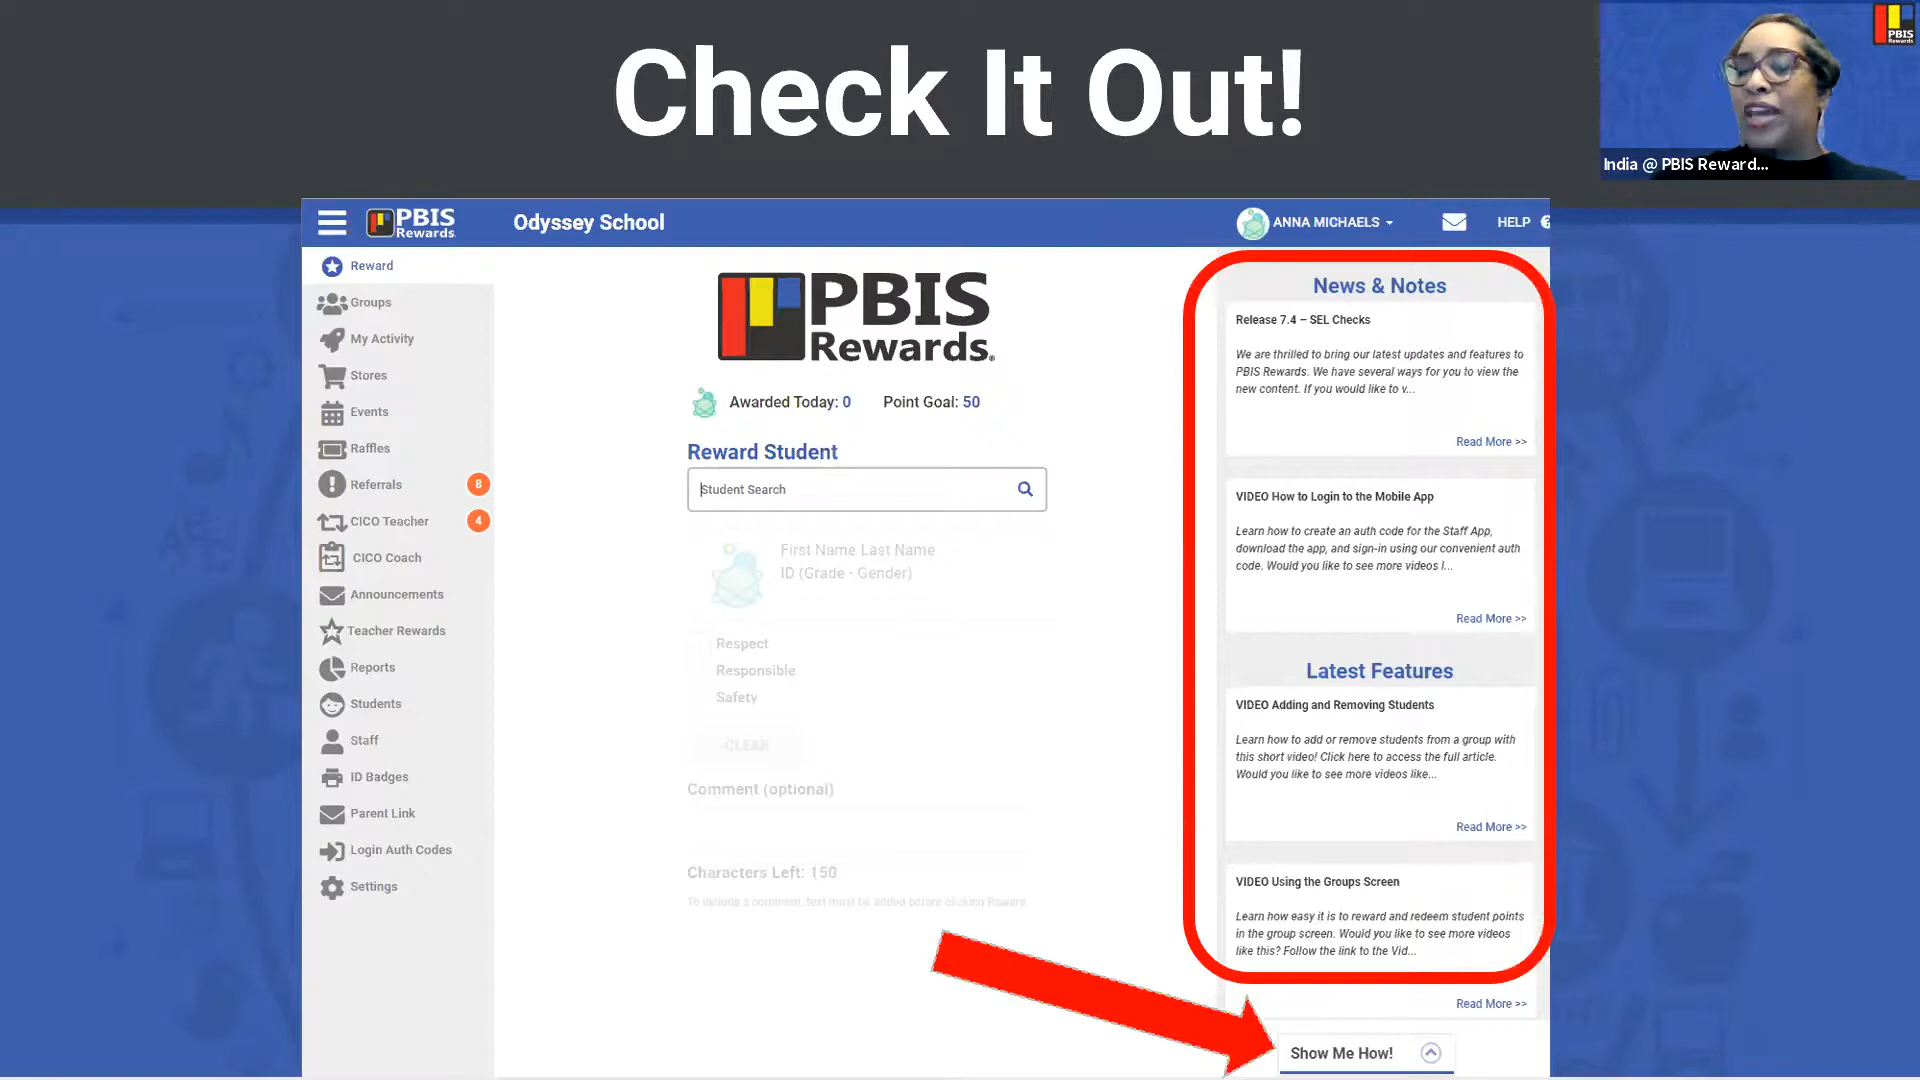 Check It Out!
PBIS
Rewards
India @ PBIS Reward...
PBIS
Rewards
Odyssey School
ANNA MICHAELS
HELP
Reward
Groups
My Activity
Stores
Events
Raffles
Referrals
8
CICO Teacher
4
CICO Coach
Announcements
Teacher Rewards
Reports
Students
Staff
ID Badges
Parent Link
Login Auth Codes
Settings
PBIS
Rewards.
Awarded Today: 0
Point Goal: 50
Reward Student
Student Search
First Name Last Name
ID (Grade - Gender)
Respect
Responsible
Safety
CLEAR
Comment (optional)
Characters Left: 150
To include a comment, text must be added before clicking Reward
News & Notes
Release 7.4 – SEL Checks
We are thrilled to bring our latest updates and features to
PBIS Rewards. We have several ways for you to view the
new content. If you would like to v...
Read More >>
VIDEO How to Login to the Mobile App
Learn how to create an auth code for the Staff App,
download the app, and sign-in using our convenient auth
code. Would you like to see more videos l...
Read More >>
Latest Features
VIDEO Adding and Removing Students
Learn how to add or remove students from a group with
this short video! Click here to access the full article.
Would you like to see more videos like...
Read More >>
VIDEO Using the Groups Screen
Learn how easy it is to reward and redeem student points
in the group screen. Would you like to see more videos
like this? Follow the link to the Vid...
Read More >>
Show Me How!